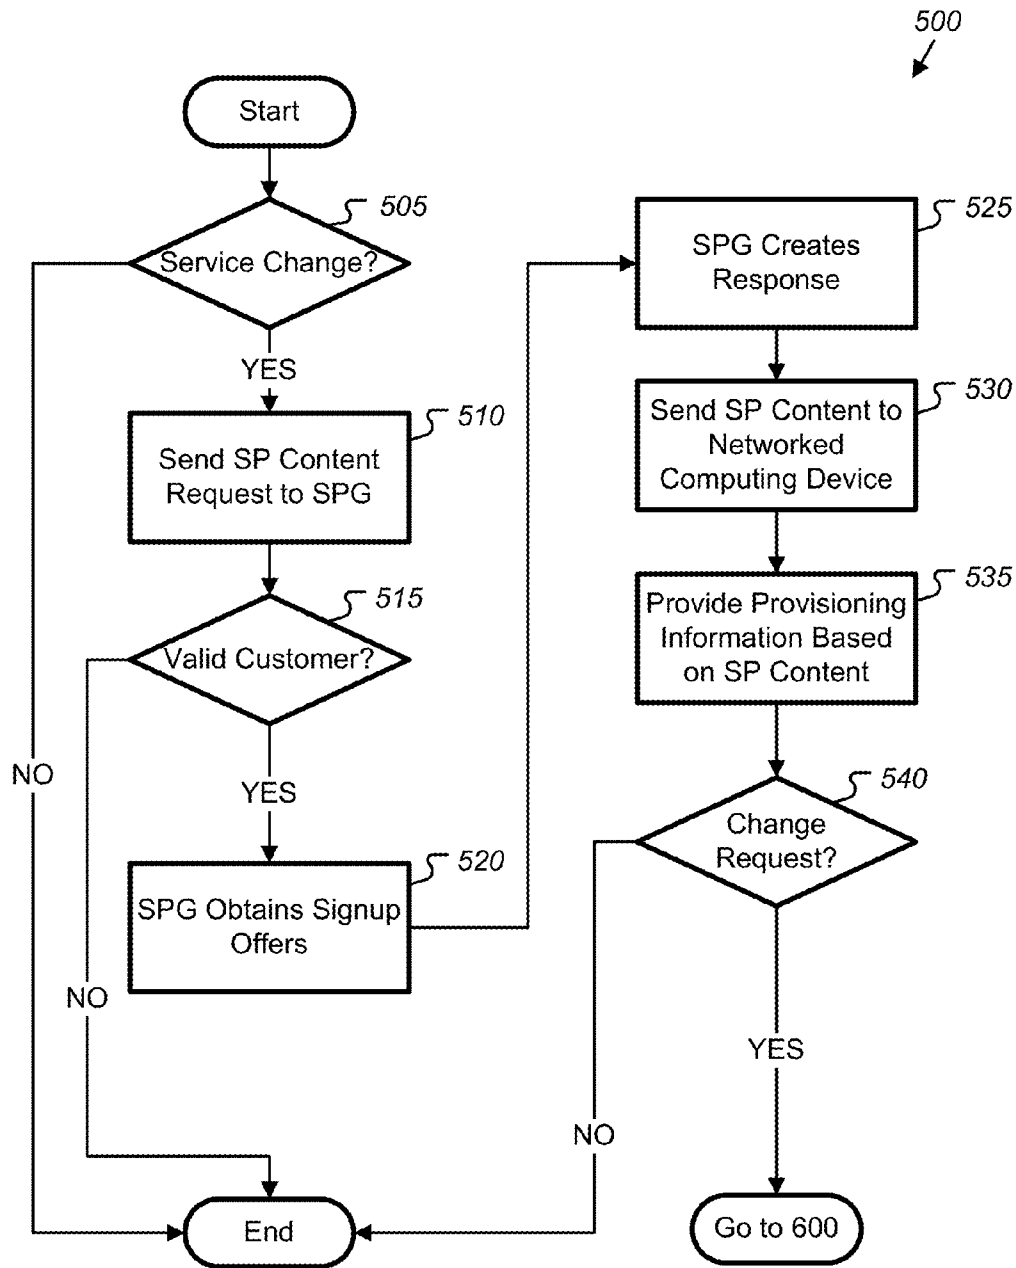 500
Start
505
Service Change?
YES
510
Send SP Content
Request to SPG
515
Valid Customer?
NO
YES
520
SPG Obtains Signup
Offers
NO
End
525
SPG Creates
Response
530
Send SP Content to
Networked
Computing Device
535
Provide Provisioning
Information Based
on SP Content
540
Change
Request?
YES
NO
Go to 600